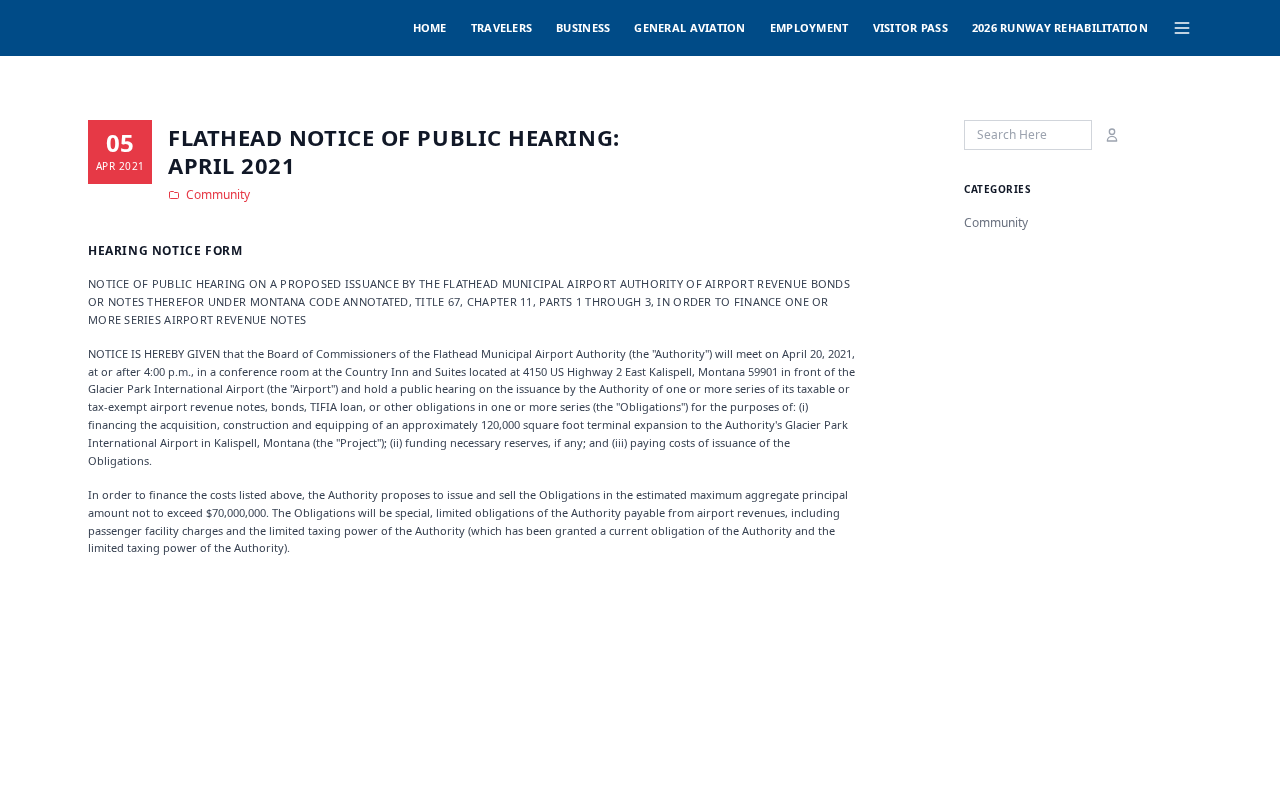 HOME TRAVELERS BUSINESS GENERAL AVIATION EMPLOYMENT VISITOR PASS 2026 RUNWAY REHABILITATION
05
APR 2021
FLATHEAD NOTICE OF PUBLIC HEARING:
APRIL 2021
Community
Search Here
CATEGORIES
Community
HEARING NOTICE FORM
NOTICE OF PUBLIC HEARING ON A PROPOSED ISSUANCE BY THE FLATHEAD MUNICIPAL AIRPORT AUTHORITY OF AIRPORT REVENUE BONDS
OR NOTES THEREFOR UNDER MONTANA CODE ANNOTATED, TITLE 67, CHAPTER 11, PARTS 1 THROUGH 3, IN ORDER TO FINANCE ONE OR
MORE SERIES AIRPORT REVENUE NOTES
NOTICE IS HEREBY GIVEN that the Board of Commissioners of the Flathead Municipal Airport Authority (the "Authority") will meet on April 20, 2021,
at or after 4:00 p.m., in a conference room at the Country Inn and Suites located at 4150 US Highway 2 East Kalispell, Montana 59901 in front of the
Glacier Park International Airport (the "Airport") and hold a public hearing on the issuance by the Authority of one or more series of its taxable or
tax-exempt airport revenue notes, bonds, TIFIA loan, or other obligations in one or more series (the "Obligations") for the purposes of: (i)
financing the acquisition, construction and equipping of an approximately 120,000 square foot terminal expansion to the Authority's Glacier Park
International Airport in Kalispell, Montana (the "Project"); (ii) funding necessary reserves, if any; and (iii) paying costs of issuance of the
Obligations.
In order to finance the costs listed above, the Authority proposes to issue and sell the Obligations in the estimated maximum aggregate principal
amount not to exceed $70,000,000. The Obligations will be special, limited obligations of the Authority payable from airport revenues, including
passenger facility charges and the limited taxing power of the Authority (which has been granted a current obligation of the Authority and the
limited taxing power of the Authority).